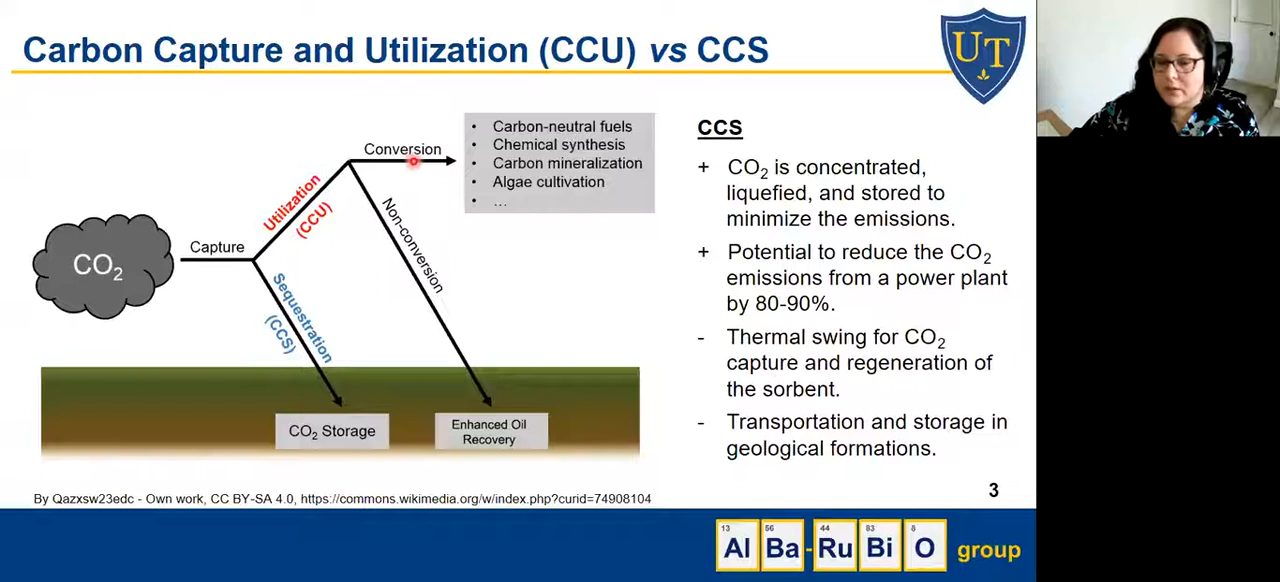 Carbon Capture and Utilization (CCU) vs CCS
UT
CO₂
Capture
Utilization
(CCU)
Sequestration
(CCS)
Conversion
Non-conversion
• Carbon-neutral fuels
• Chemical synthesis
• Carbon mineralization
• Algae cultivation
• ...
CO₂ Storage
Enhanced Oil
Recovery
CCS
+ CO₂ is concentrated,
liquefied, and stored to
minimize the emissions.
+ Potential to reduce the CO₂
emissions from a power plant
by 80-90%.
- Thermal swing for CO₂
capture and regeneration of
the sorbent.
- Transportation and storage in
geological formations.
By Qazxsw23edc - Own work, CC BY-SA 4.0, https://commons.wikimedia.org/w/index.php?curid=74908104
3
13 56 44 83 8
Al Ba-Ru Bi O group